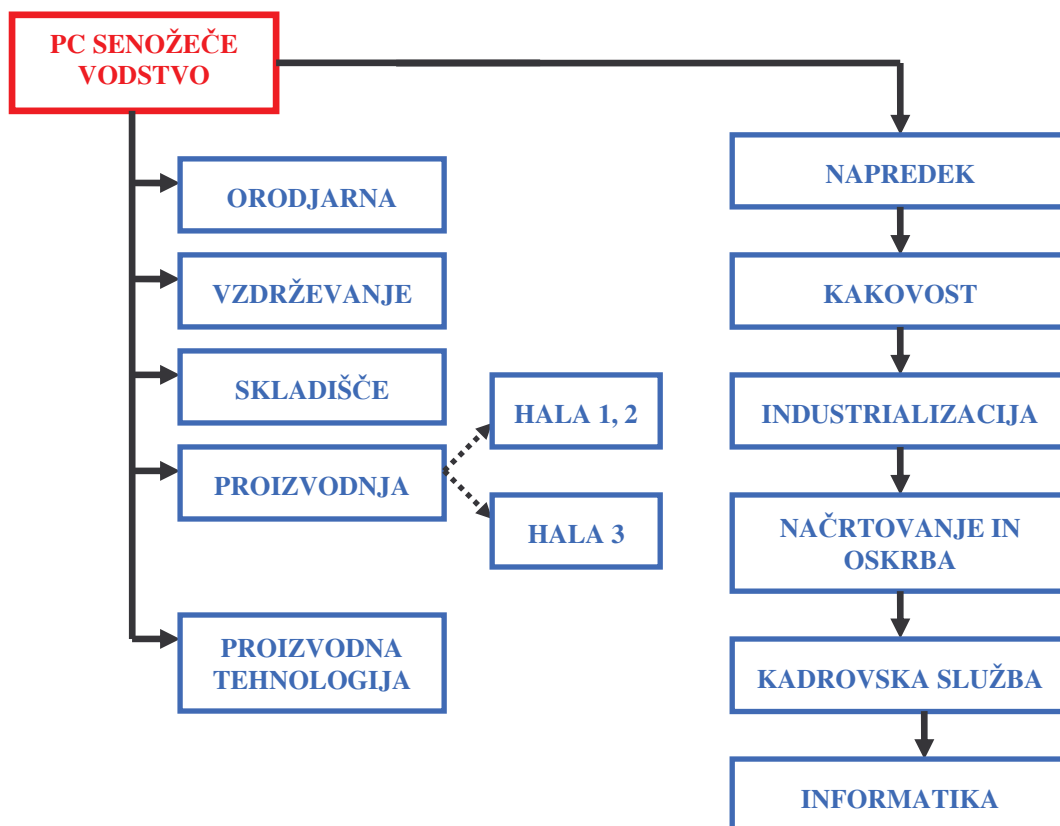 PC SENOŽEČE
VODSTVO
ORODJARNA
VZDRŽEVANJE
SKLADIŠČE
PROIZVODNJA
HALA 1, 2
HALA 3
PROIZVODNA
TEHNOLOGIJA
NAPREDEK
KAKOVOST
INDUSTRIALIZACIJA
NAČRTOVANJE IN
OSKRBA
KADROVSKA SLUŽBA
INFORMATIKA